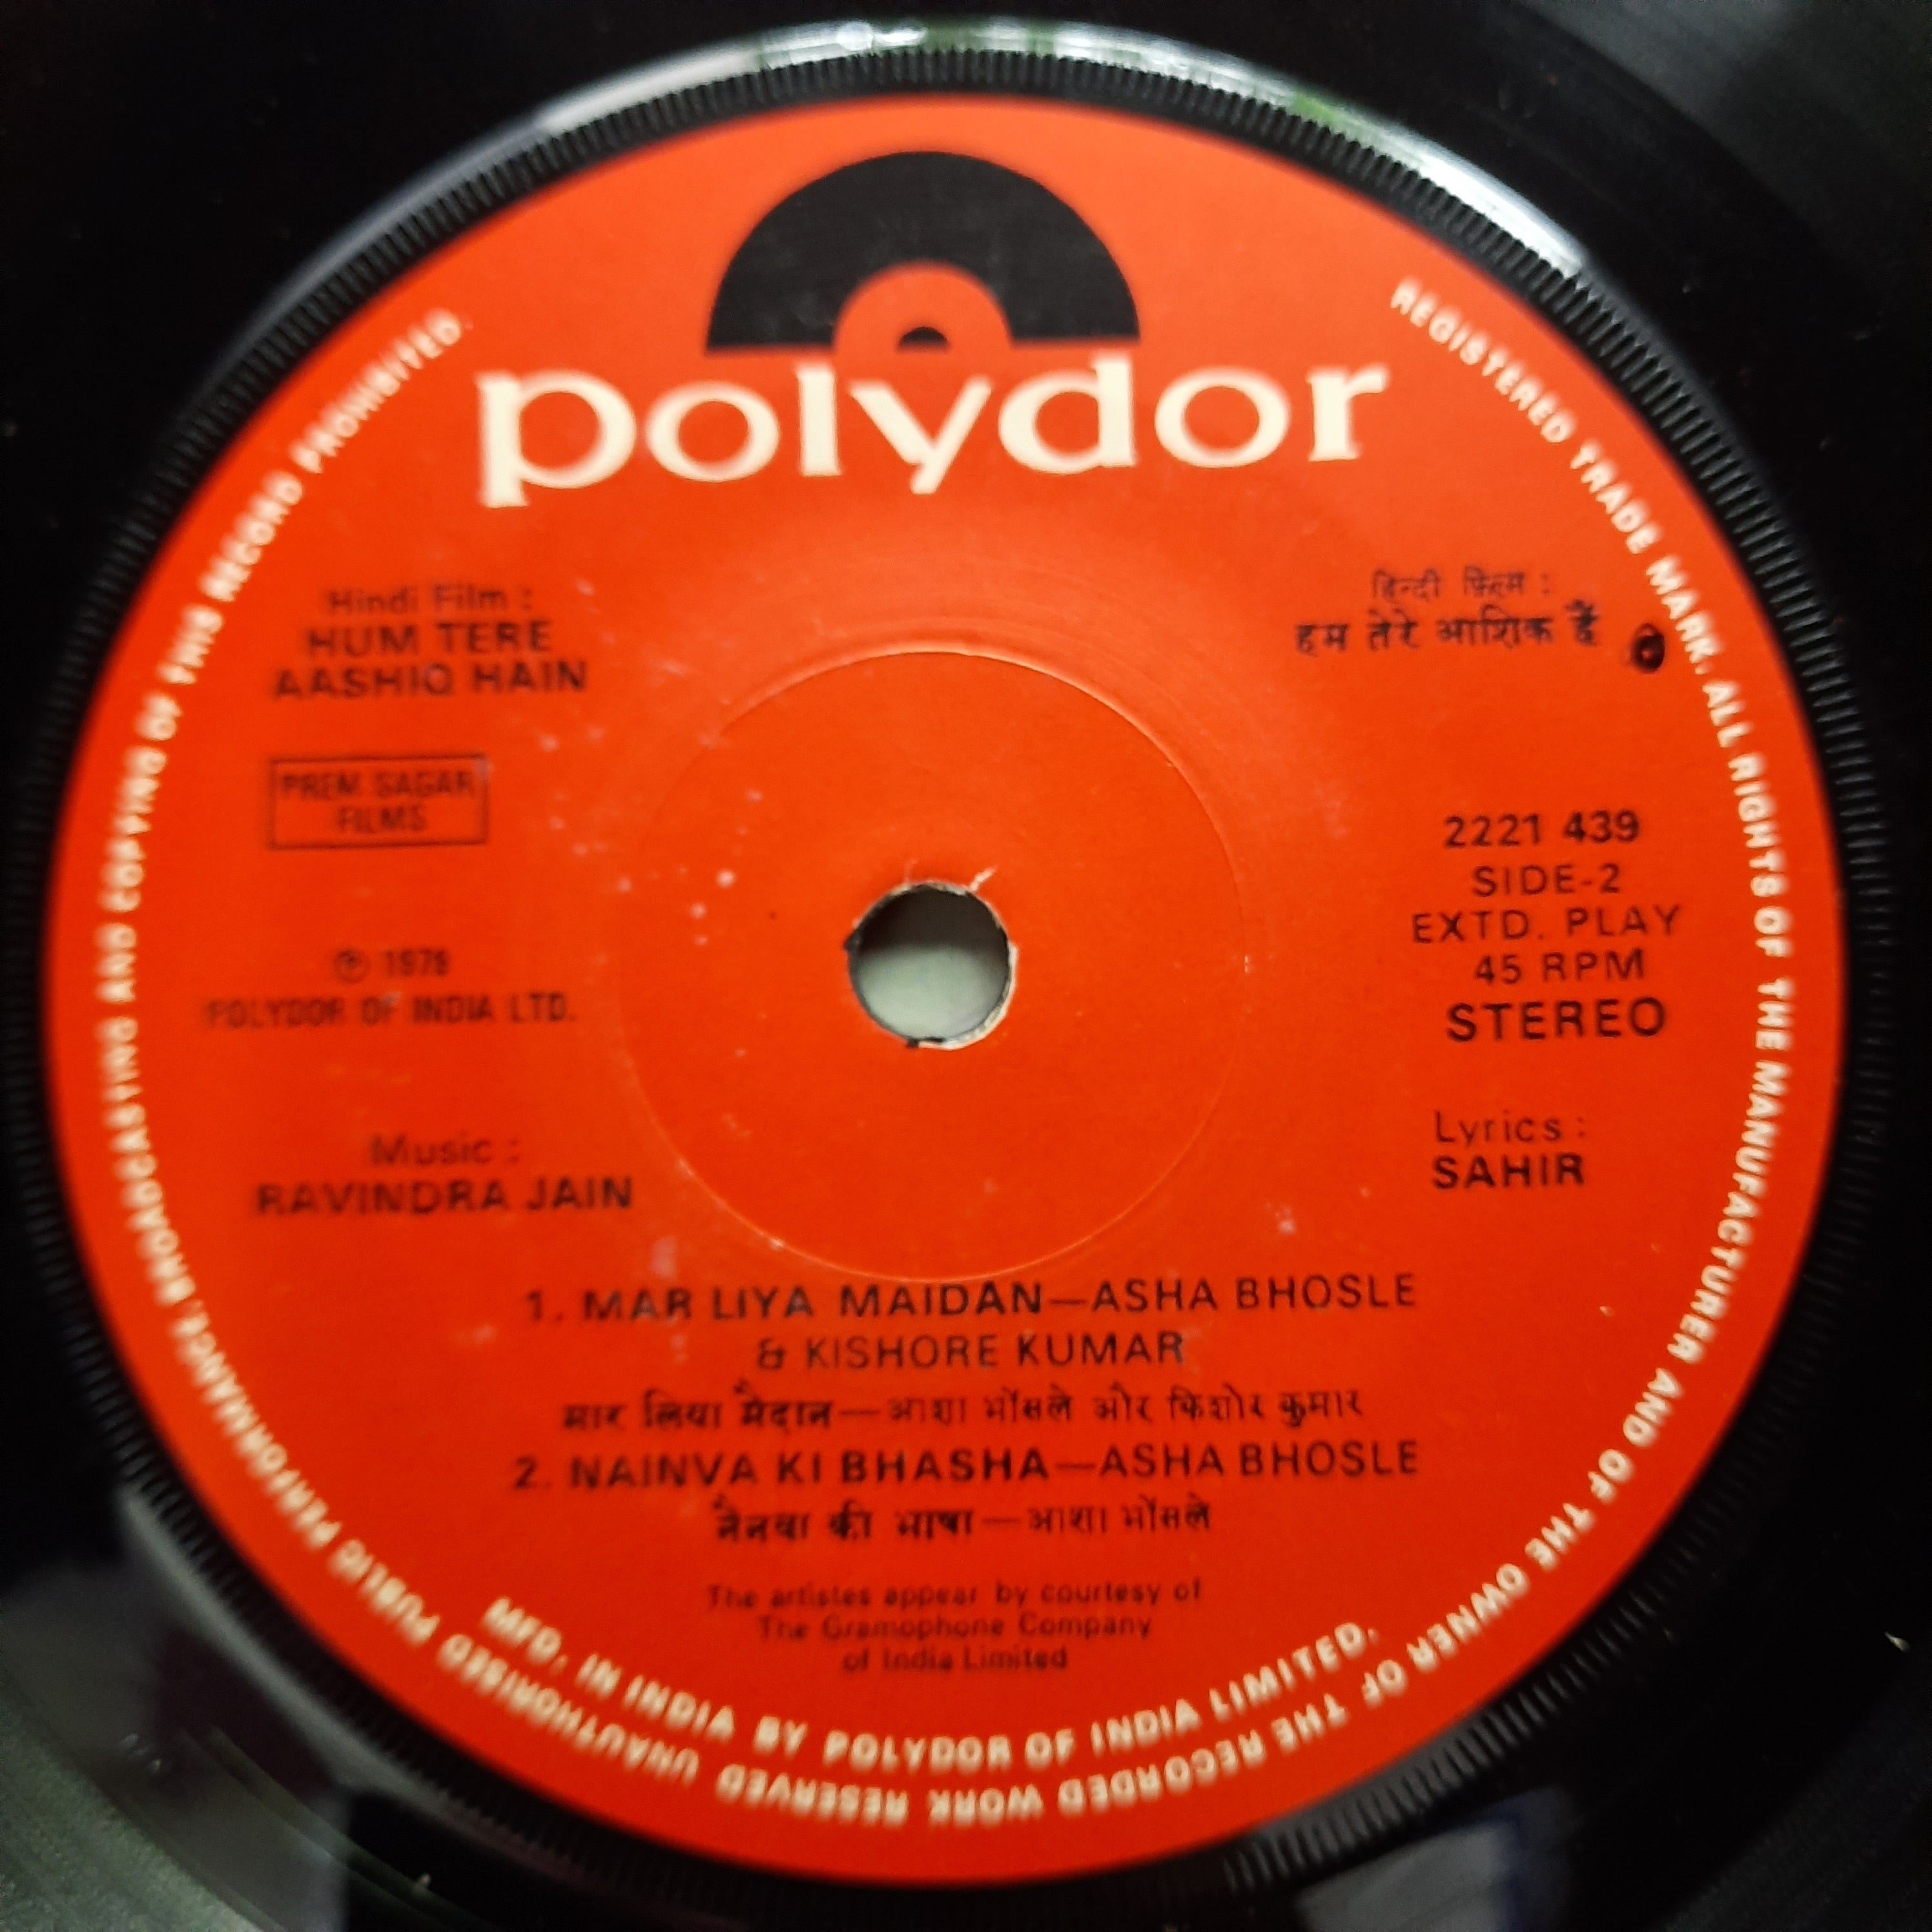 polydor
Hindi Film :
HUM TERE
AASHIQ HAIN
हिन्दी फ़िल्म :
हम तेरे आशिक हैं
PREM SAGAR
FILMS
2221 439
SIDE-2
EXTD. PLAY
45 RPM
STEREO
POLYDOR OF INDIA LTD.
Music :
RAVINDRA JAIN
Lyrics :
SAHIR
1. MAR LIYA MAIDAN—ASHA BHOSLE
& KISHORE KUMAR
मार लिया मैदान—आशा भोंसले और किशोर कुमार
2. NAINVA KI BHASHA—ASHA BHOSLE
नैनवा की भाषा—आशा भोंसले
The artistes appear by courtesy of
The Gramophone Company
of India Limited
MFD. IN INDIA BY POLYDOR OF INDIA LIMITED.
REGISTERED TRADE MARK. ALL RIGHTS OF THE MANUFACTURER AND OF THE OWNER OF THE RECORDED WORK RESERVED UNAUTHORISED PUBLIC PERFORMANCE, BROADCASTING AND COPYING OF THIS RECORD PROHIBITED.